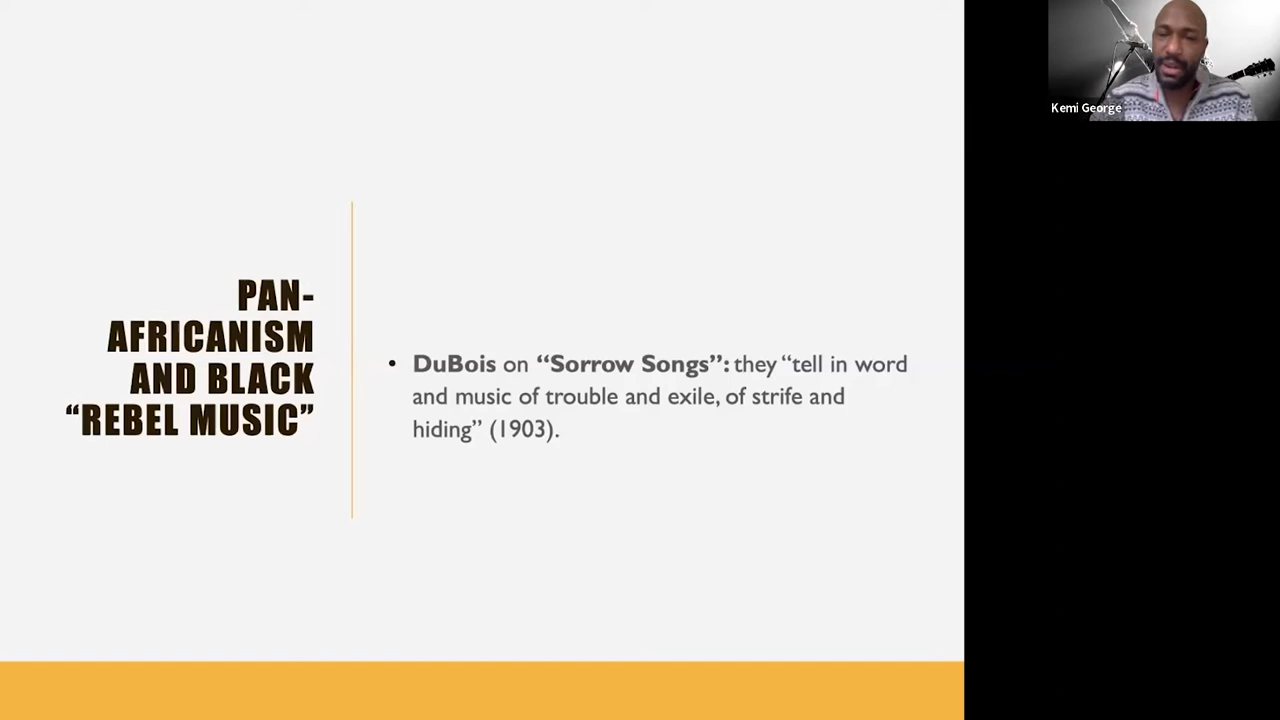 PAN-
AFRICANISM
AND BLACK
“REBEL MUSIC”
• DuBois on “Sorrow Songs”: they “tell in word
and music of trouble and exile, of strife and
hiding” (1903).
Kemi George